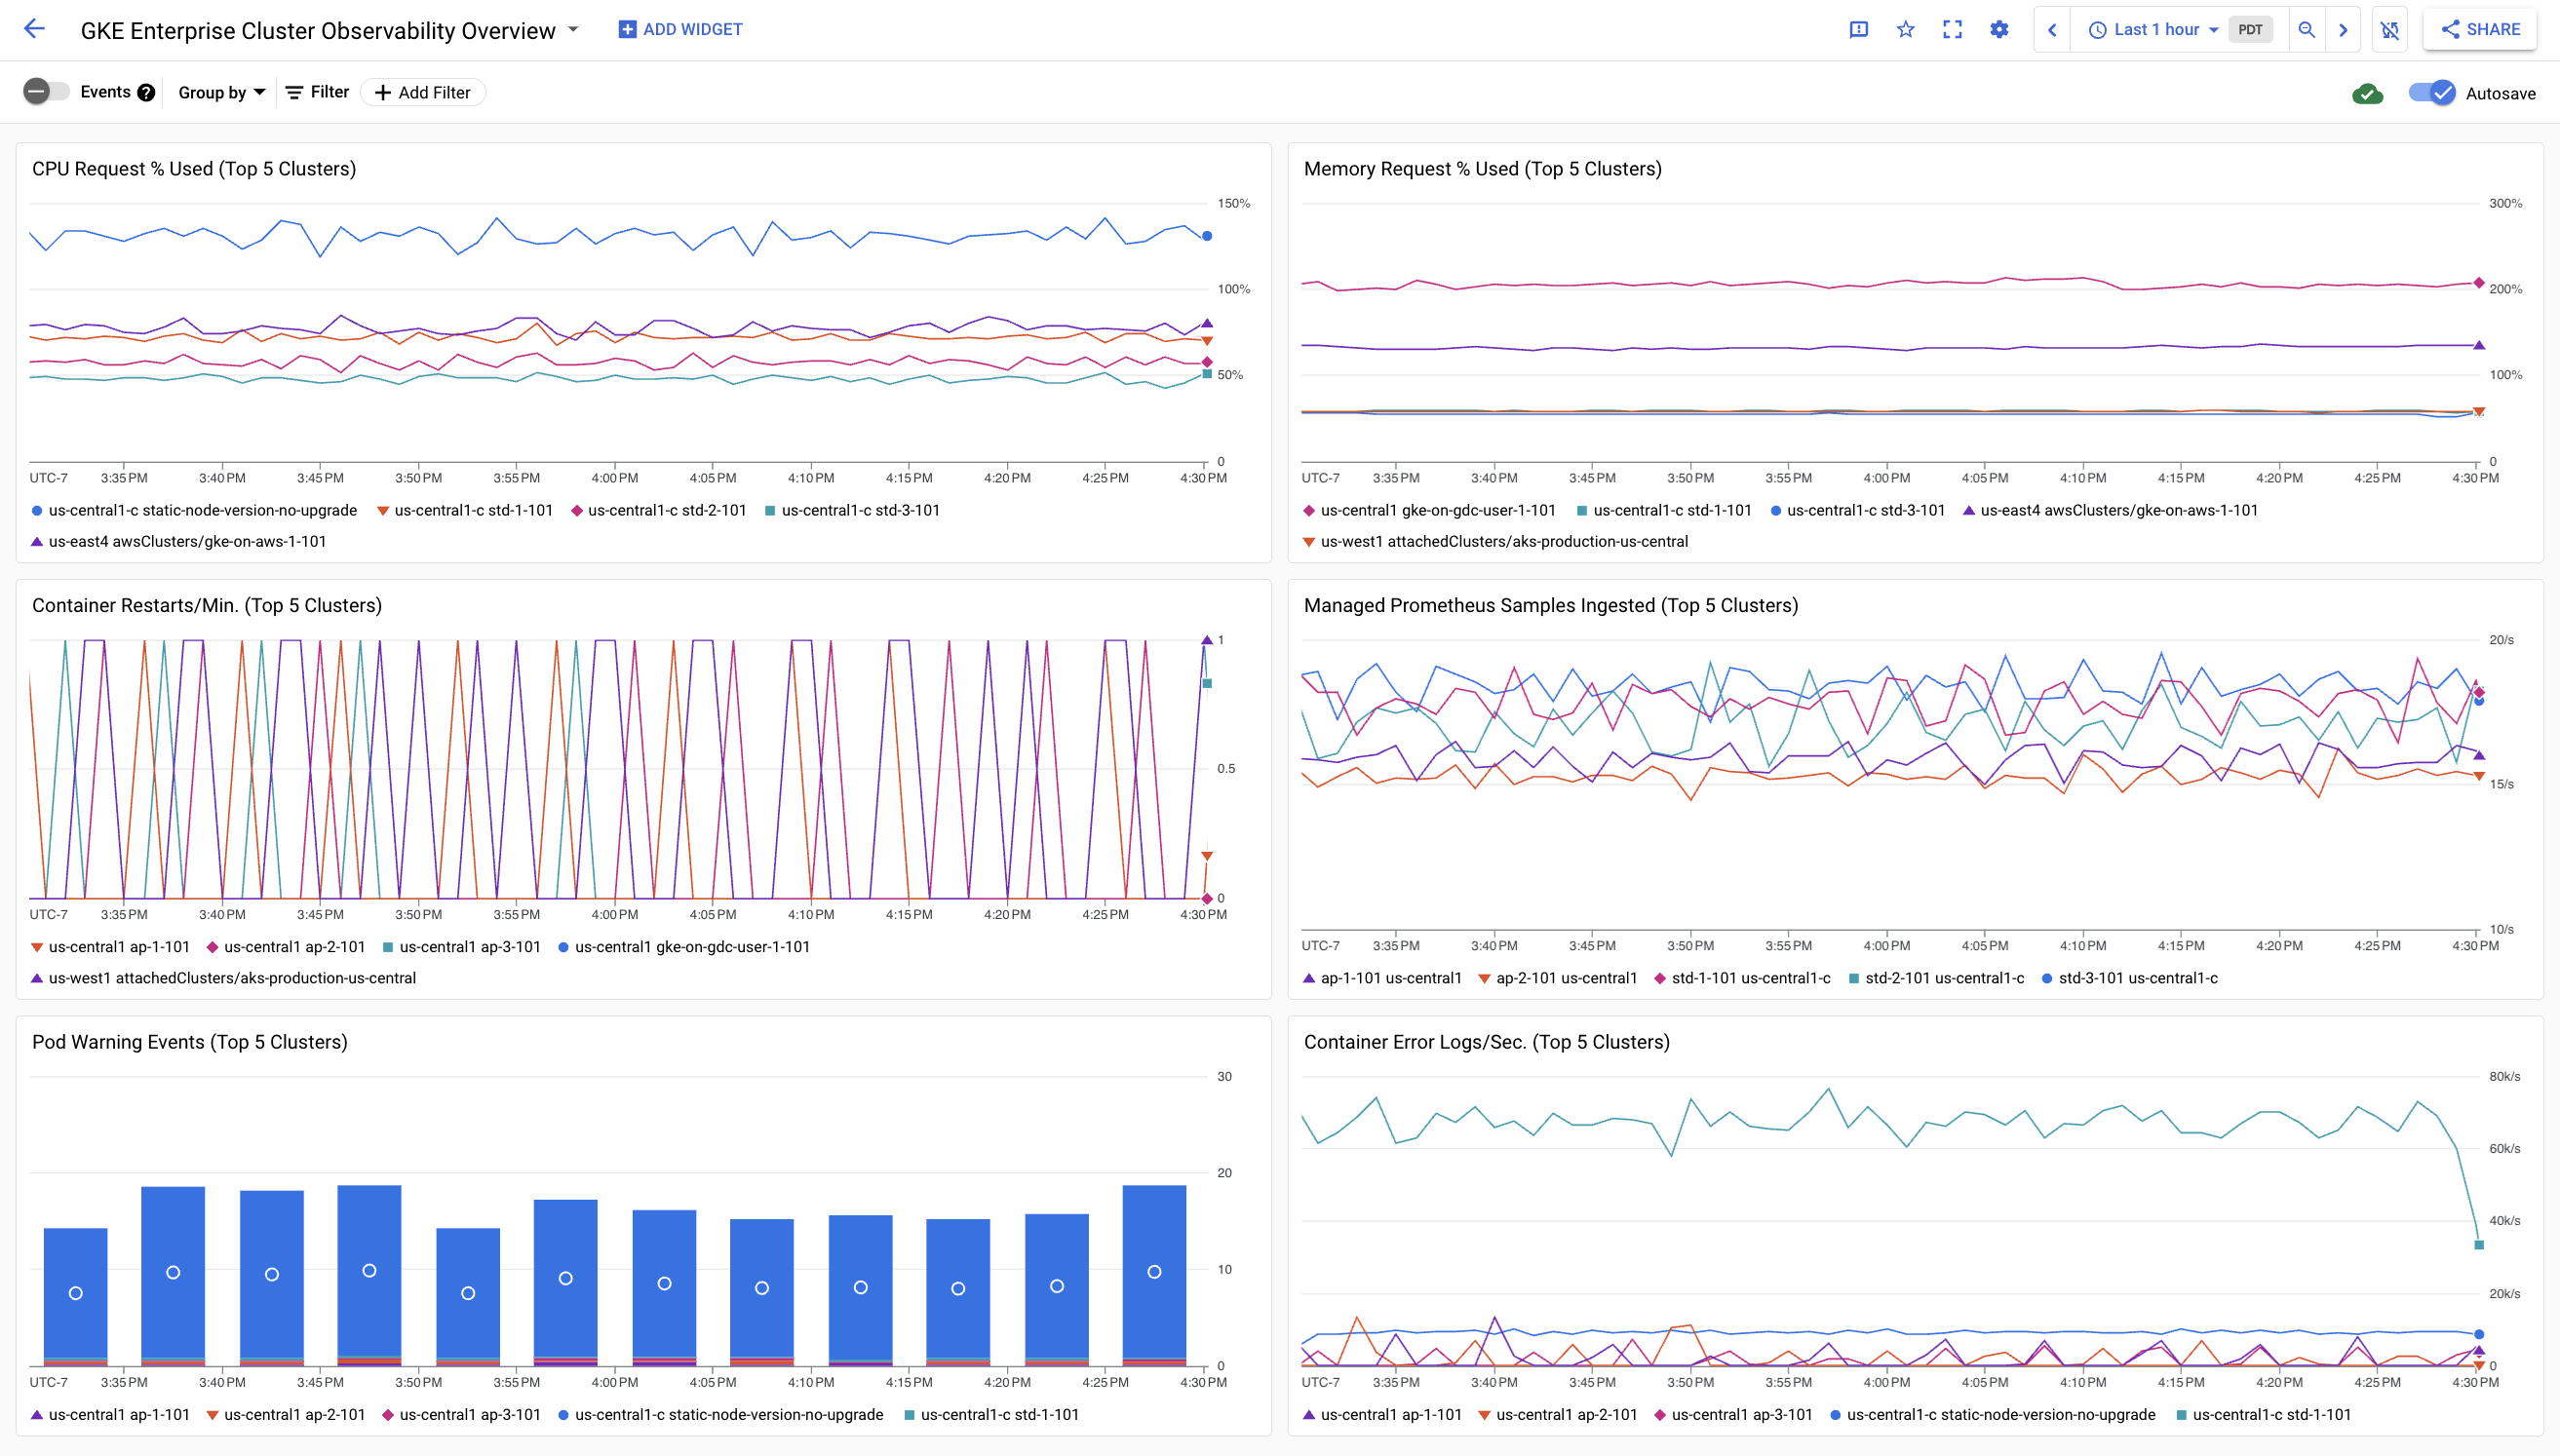 GKE Enterprise Cluster Observability Overview
ADD WIDGET
Last 1 hour
PDT
SHARE
Events
Group by
Filter
Add Filter
Autosave
CPU Request % Used (Top 5 Clusters)
150%
100%
50%
0
UTC-7 3:35 PM 3:40 PM 3:45 PM 3:50 PM 3:55 PM 4:00 PM 4:05 PM 4:10 PM 4:15 PM 4:20 PM 4:25 PM 4:30 PM
us-central1-c static-node-version-no-upgrade us-central1-c std-1-101 us-central1-c std-2-101 us-central1-c std-3-101
us-east4 awsClusters/gke-on-aws-1-101
Memory Request % Used (Top 5 Clusters)
300%
200%
100%
0
UTC-7 3:35 PM 3:40 PM 3:45 PM 3:50 PM 3:55 PM 4:00 PM 4:05 PM 4:10 PM 4:15 PM 4:20 PM 4:25 PM 4:30 PM
us-central1 gke-on-gdc-user-1-101 us-central1-c std-1-101 us-central1-c std-3-101 us-east4 awsClusters/gke-on-aws-1-101
us-west1 attachedClusters/aks-production-us-central
Container Restarts/Min. (Top 5 Clusters)
1
0.5
0
UTC-7 3:35 PM 3:40 PM 3:45 PM 3:50 PM 3:55 PM 4:00 PM 4:05 PM 4:10 PM 4:15 PM 4:20 PM 4:25 PM 4:30 PM
us-central1 ap-1-101 us-central1 ap-2-101 us-central1 ap-3-101 us-central1 gke-on-gdc-user-1-101
us-west1 attachedClusters/aks-production-us-central
Managed Prometheus Samples Ingested (Top 5 Clusters)
20/s
15/s
10/s
UTC-7 3:35 PM 3:40 PM 3:45 PM 3:50 PM 3:55 PM 4:00 PM 4:05 PM 4:10 PM 4:15 PM 4:20 PM 4:25 PM 4:30 PM
ap-1-101 us-central1 ap-2-101 us-central1 std-1-101 us-central1-c std-2-101 us-central1-c std-3-101 us-central1-c
Pod Warning Events (Top 5 Clusters)
30
20
10
0
UTC-7 3:35 PM 3:40 PM 3:45 PM 3:50 PM 3:55 PM 4:00 PM 4:05 PM 4:10 PM 4:15 PM 4:20 PM 4:25 PM 4:30 PM
us-central1 ap-1-101 us-central1 ap-2-101 us-central1 ap-3-101 us-central1-c static-node-version-no-upgrade us-central1-c std-1-101
Container Error Logs/Sec. (Top 5 Clusters)
80k/s
60k/s
40k/s
20k/s
0
UTC-7 3:35 PM 3:40 PM 3:45 PM 3:50 PM 3:55 PM 4:00 PM 4:05 PM 4:10 PM 4:15 PM 4:20 PM 4:25 PM 4:30 PM
us-central1 ap-1-101 us-central1 ap-2-101 us-central1 ap-3-101 us-central1-c static-node-version-no-upgrade us-central1-c std-1-101